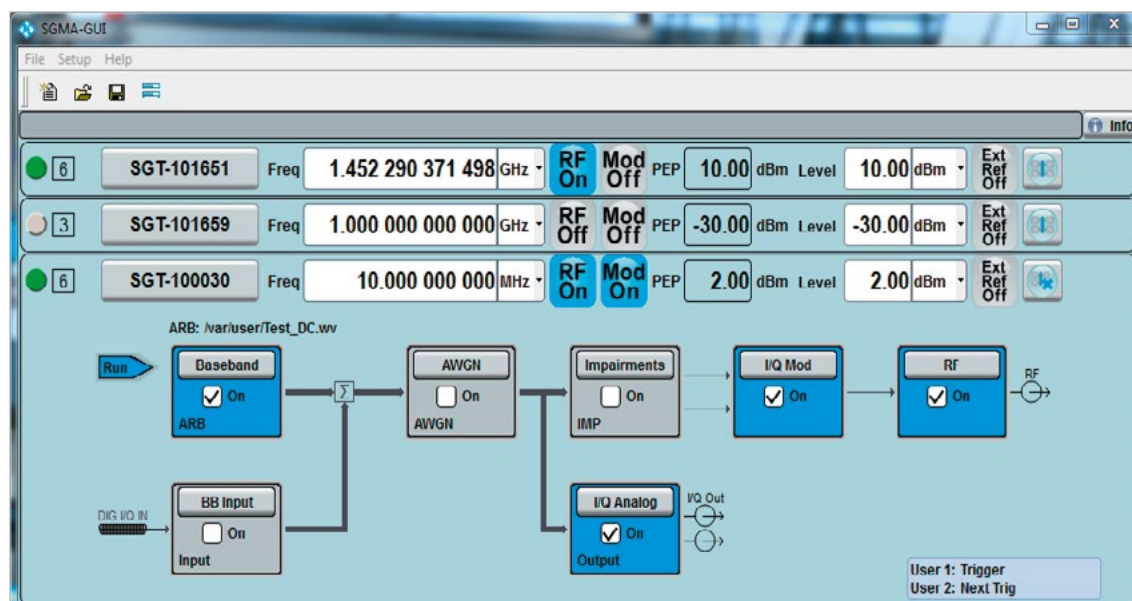 SGMA-GUI
File Setup Help
Info
6 SGT-101651 Freq 1.452 290 371 498 GHz RF On Mod Off PEP 10.00 dBm Level 10.00 dBm Ext Ref Off
3 SGT-101659 Freq 1.000 000 000 000 GHz RF Off Mod Off PEP -30.00 dBm Level -30.00 dBm Ext Ref Off
6 SGT-100030 Freq 10.000 000 000 MHz RF On Mod On PEP 2.00 dBm Level 2.00 dBm Ext Ref Off
ARB: /var/user/Test_DC.wv
Run Baseband AWGN Impairments I/Q Mod RF RF
On Σ On On On On
ARB AWGN IMP
BB Input I/Q Analog I/Q Out
DIG I/Q IN On On
Input Output
User 1: Trigger
User 2: Next Trig